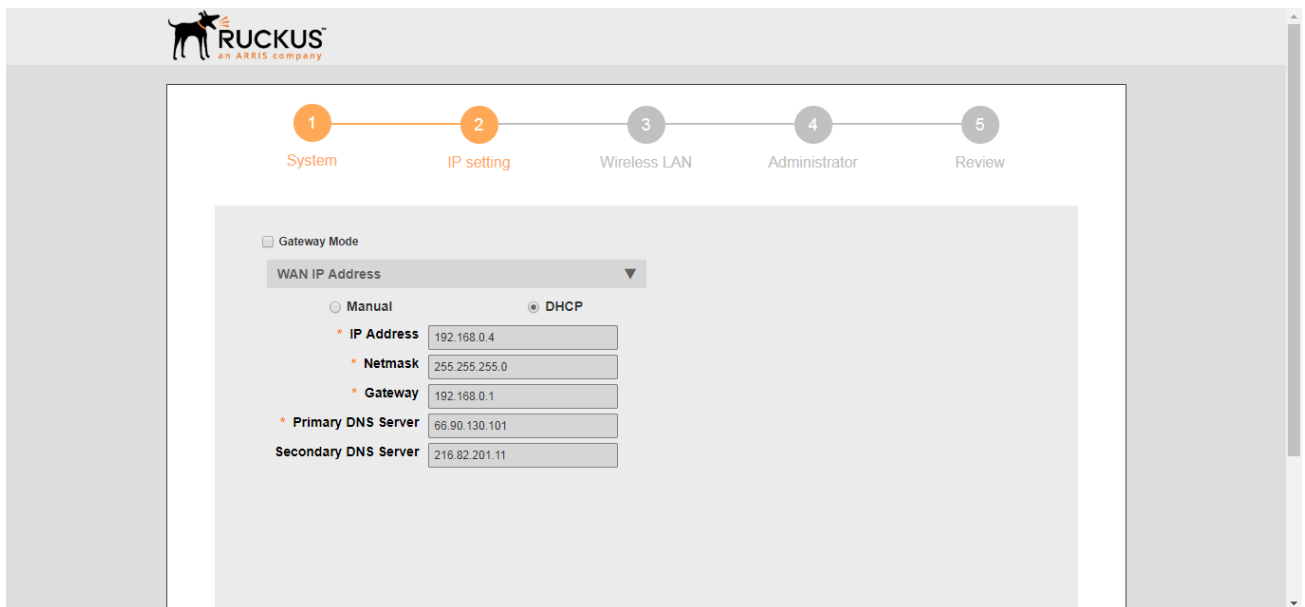 RUCKUS™
an ARRIS company
1 2 3 4 5
System IP setting Wireless LAN Administrator Review
Gateway Mode
WAN IP Address
Manual DHCP
* IP Address 192.168.0.4
* Netmask 255.255.255.0
* Gateway 192.168.0.1
* Primary DNS Server 66.90.130.101
Secondary DNS Server 216.82.201.11